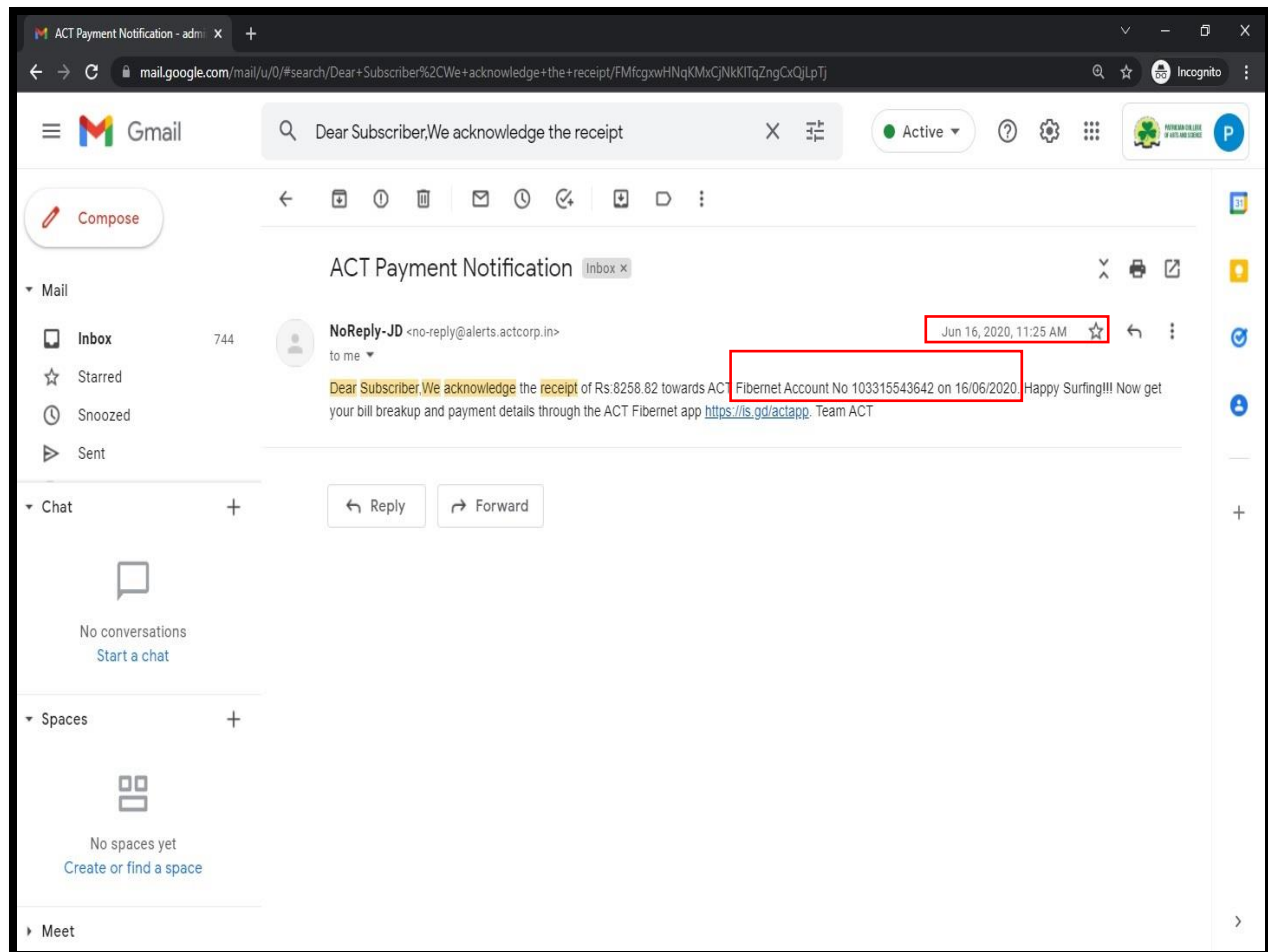 ACT Payment Notification - adm
mail.google.com/mail/u/0/#search/Dear+Subscriber%2CWe+acknowledge+the+receipt/FMfcgxwHNqKMxCjNkKlTqZngCxQjLpTj
Incognito
Gmail
Dear Subscriber,We acknowledge the receipt
Active
P
Compose
Mail
Inbox 744
Starred
Snoozed
Sent
Chat
No conversations
Start a chat
Spaces
No spaces yet
Create or find a space
Meet
ACT Payment Notification Inbox ×
NoReply-JD <no-reply@alerts.actcorp.in>
Jun 16, 2020, 11:25 AM
to me
Dear Subscriber,We acknowledge the receipt of Rs:8258.82 towards ACT Fibernet Account No 103315543642 on 16/06/2020. Happy Surfing!!! Now get
your bill breakup and payment details through the ACT Fibernet app https://is.gd/actapp. Team ACT
Reply
Forward
31